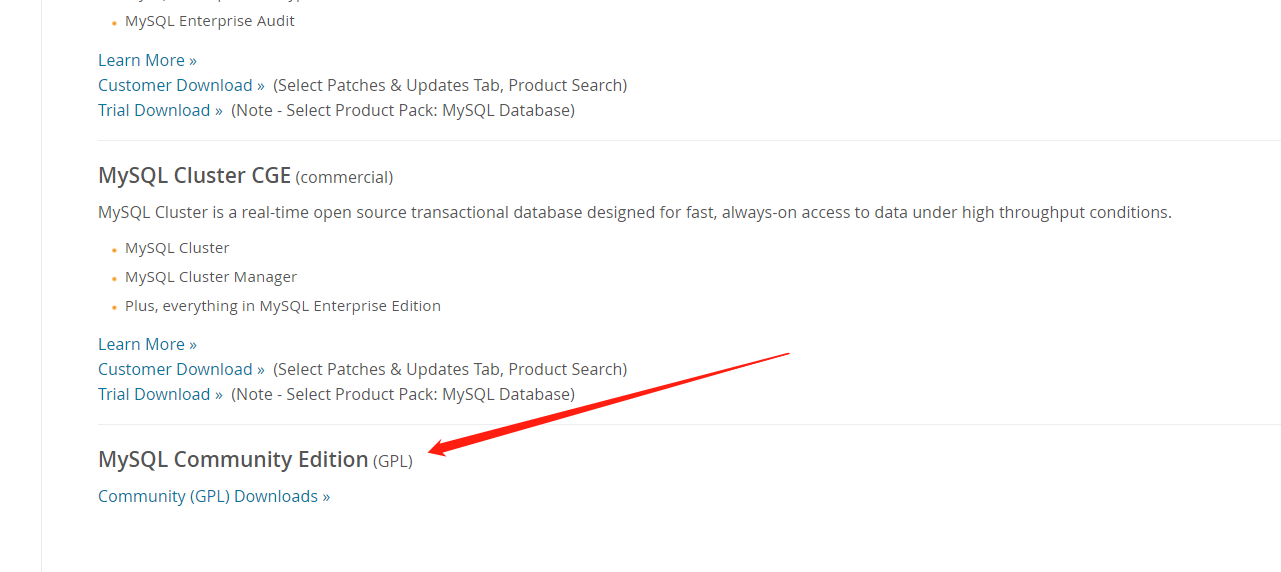 MySQL Enterprise Audit
Learn More »
Customer Download » (Select Patches & Updates Tab, Product Search)
Trial Download » (Note - Select Product Pack: MySQL Database)
MySQL Cluster CGE (commercial)
MySQL Cluster is a real-time open source transactional database designed for fast, always-on access to data under high throughput conditions.
MySQL Cluster
MySQL Cluster Manager
Plus, everything in MySQL Enterprise Edition
Learn More »
Customer Download » (Select Patches & Updates Tab, Product Search)
Trial Download » (Note - Select Product Pack: MySQL Database)
MySQL Community Edition (GPL)
Community (GPL) Downloads »